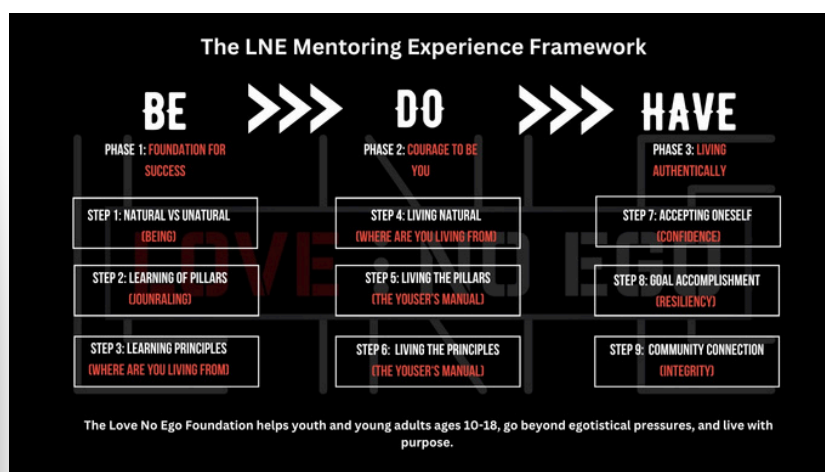 The LNE Mentoring Experience Framework
BE >>> DO >>> HAVE
PHASE 1: FOUNDATION FOR
SUCCESS
PHASE 2: COURAGE TO BE
YOU
PHASE 3: LIVING
AUTHENTICALLY
STEP 1: NATURAL VS UNATURAL
(BEING)
STEP 4: LIVING NATURAL
(WHERE ARE YOU LIVING FROM)
STEP 7: ACCEPTING ONESELF
(CONFIDENCE)
STEP 2: LEARNING OF PILLARS
(JOUNRALING)
STEP 5: LIVING THE PILLARS
(THE YOUSER'S MANUAL)
STEP 8: GOAL ACCOMPLISHMENT
(RESILIENCY)
STEP 3: LEARNING PRINCIPLES
(WHERE ARE YOU LIVING FROM)
STEP 6: LIVING THE PRINCIPLES
(THE YOUSER'S MANUAL)
STEP 9: COMMUNITY CONNECTION
(INTEGRITY)
LOVE NO EGO
The Love No Ego Foundation helps youth and young adults ages 10-18, go beyond egotistical pressures, and live with
purpose.